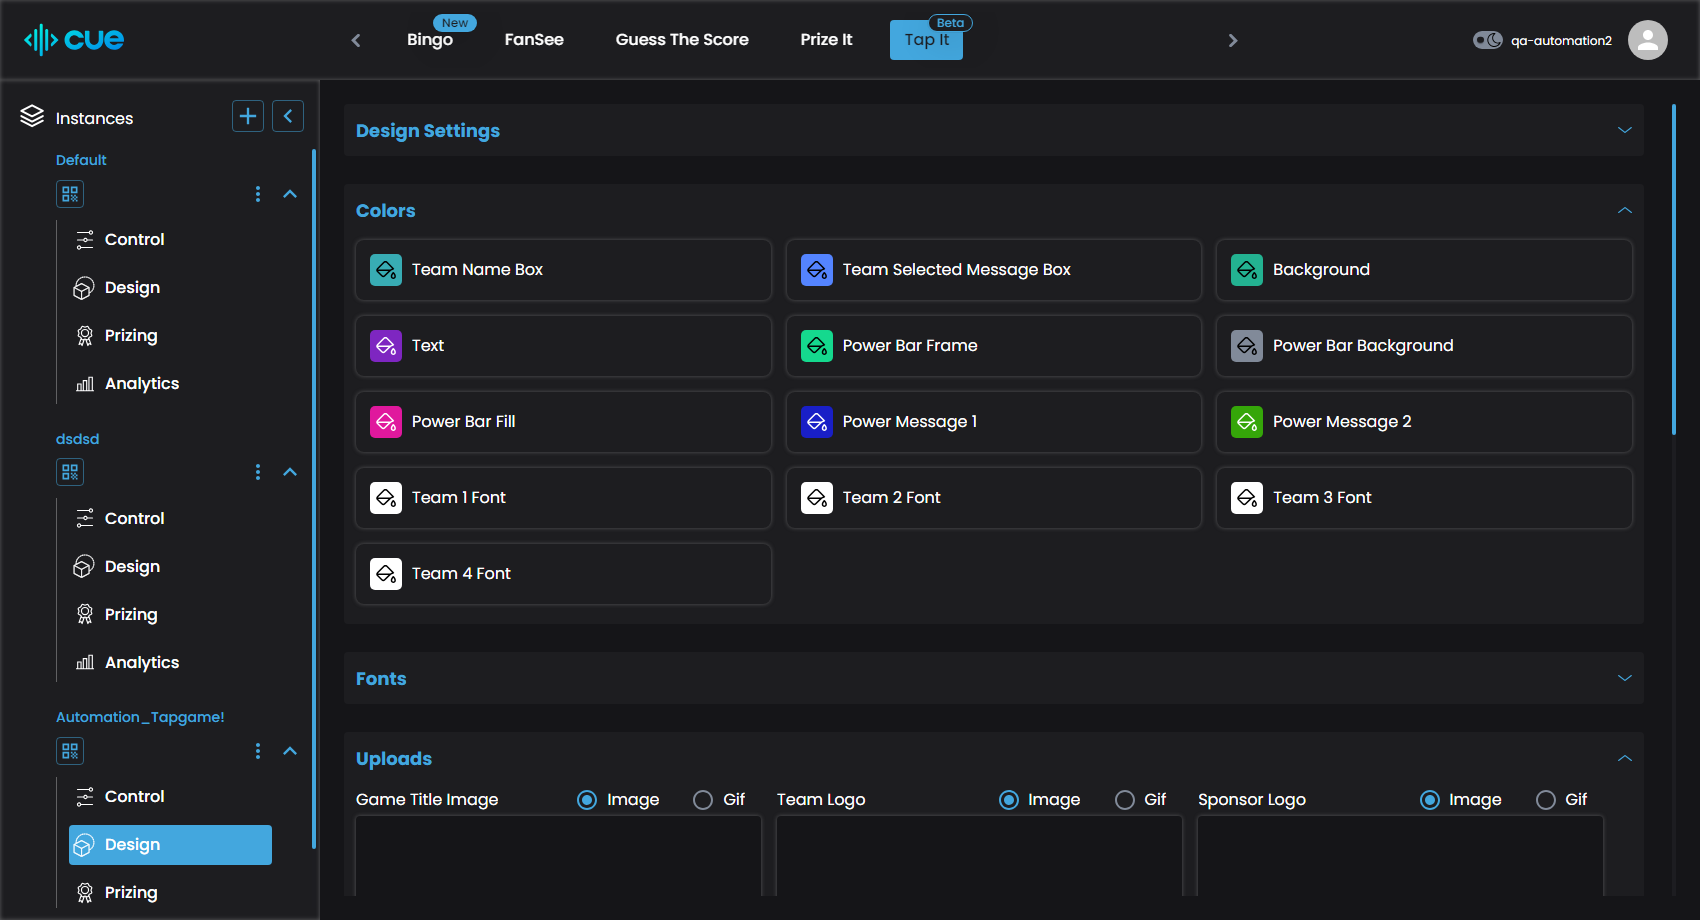 cue
New
Bingo
FanSee
Guess The Score
Prize It
Beta
Tap It
qa-automation2
Instances
Default
Control
Design
Prizing
Analytics
dsdsd
Control
Design
Prizing
Analytics
Automation_Tapgame!
Control
Design
Prizing
Design Settings
Colors
Team Name Box
Team Selected Message Box
Background
Text
Power Bar Frame
Power Bar Background
Power Bar Fill
Power Message 1
Power Message 2
Team 1 Font
Team 2 Font
Team 3 Font
Team 4 Font
Fonts
Uploads
Game Title Image Image Gif
Team Logo Image Gif
Sponsor Logo Image Gif